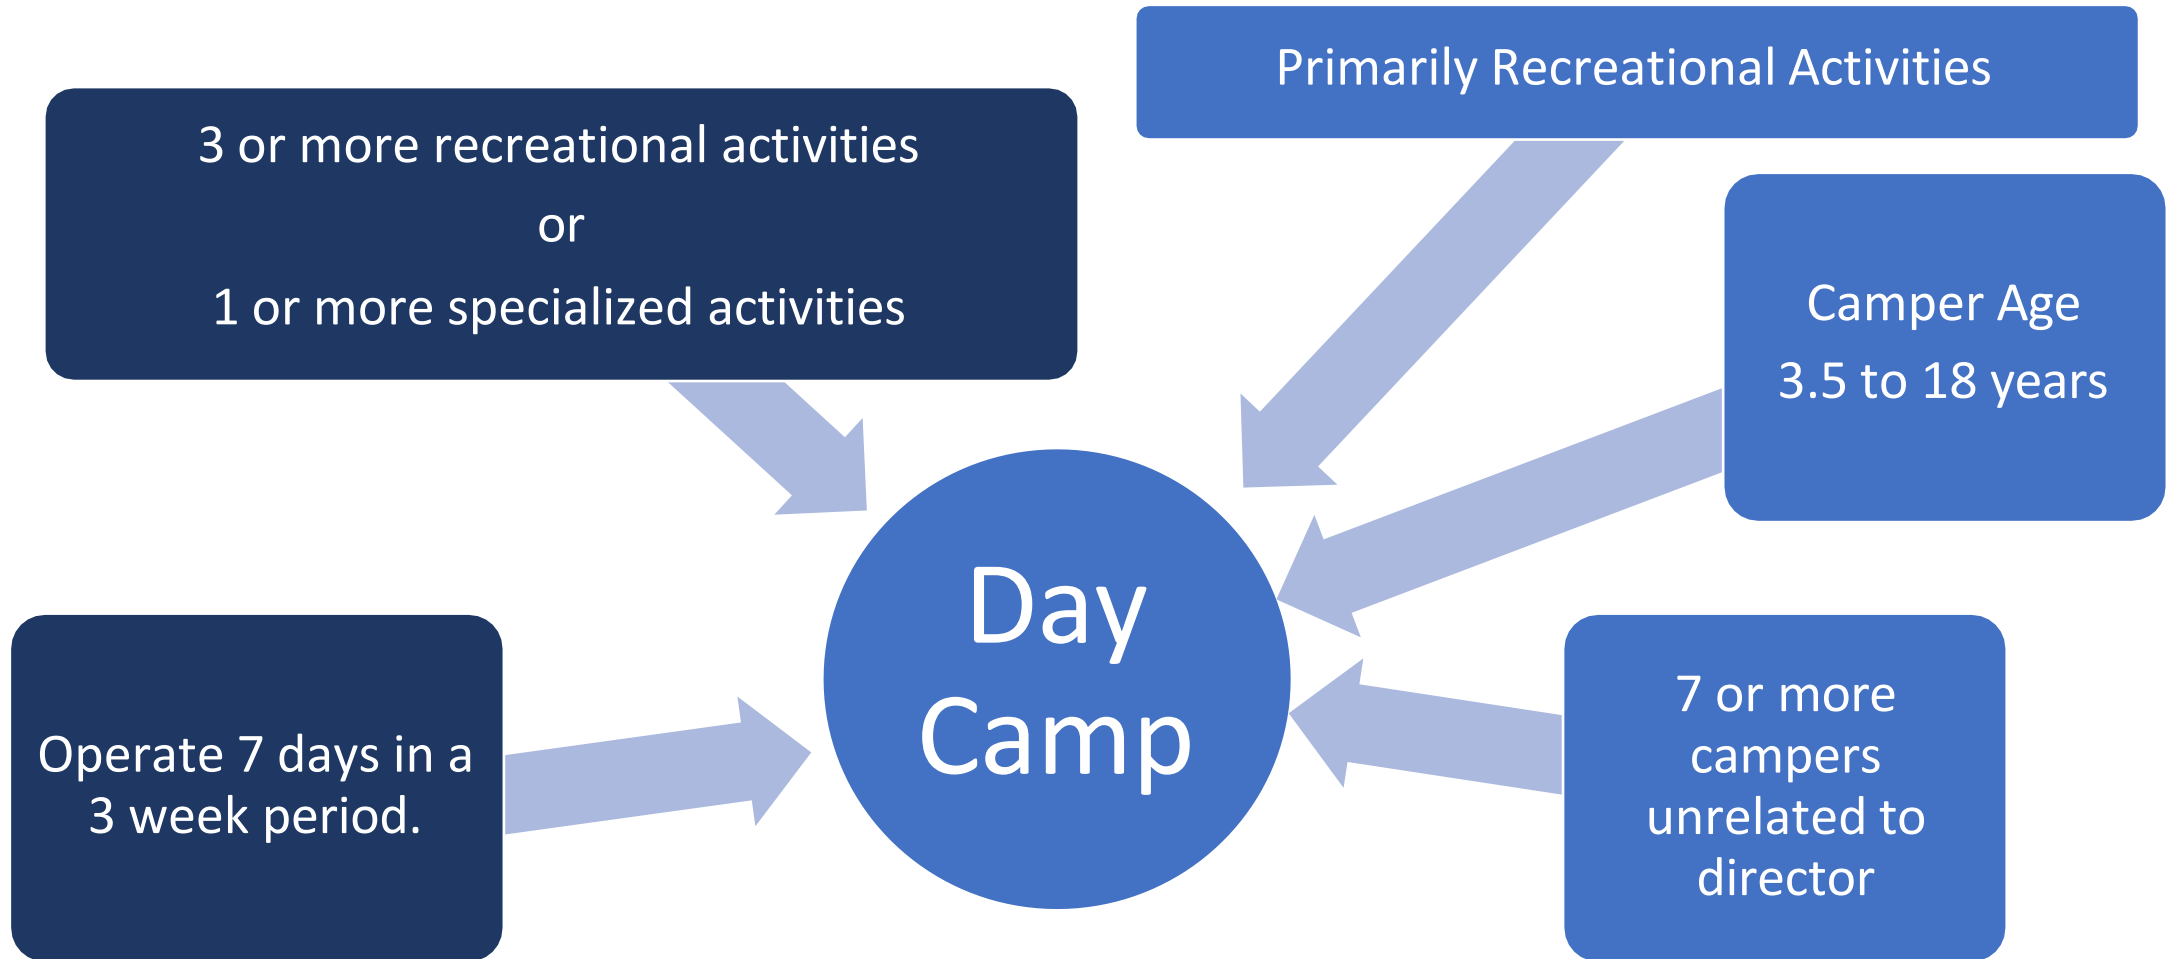 Primarily Recreational Activities
3 or more recreational activities
or
1 or more specialized activities
Camper Age
3.5 to 18 years
Day
Camp
Operate 7 days in a
3 week period.
7 or more
campers
unrelated to
director